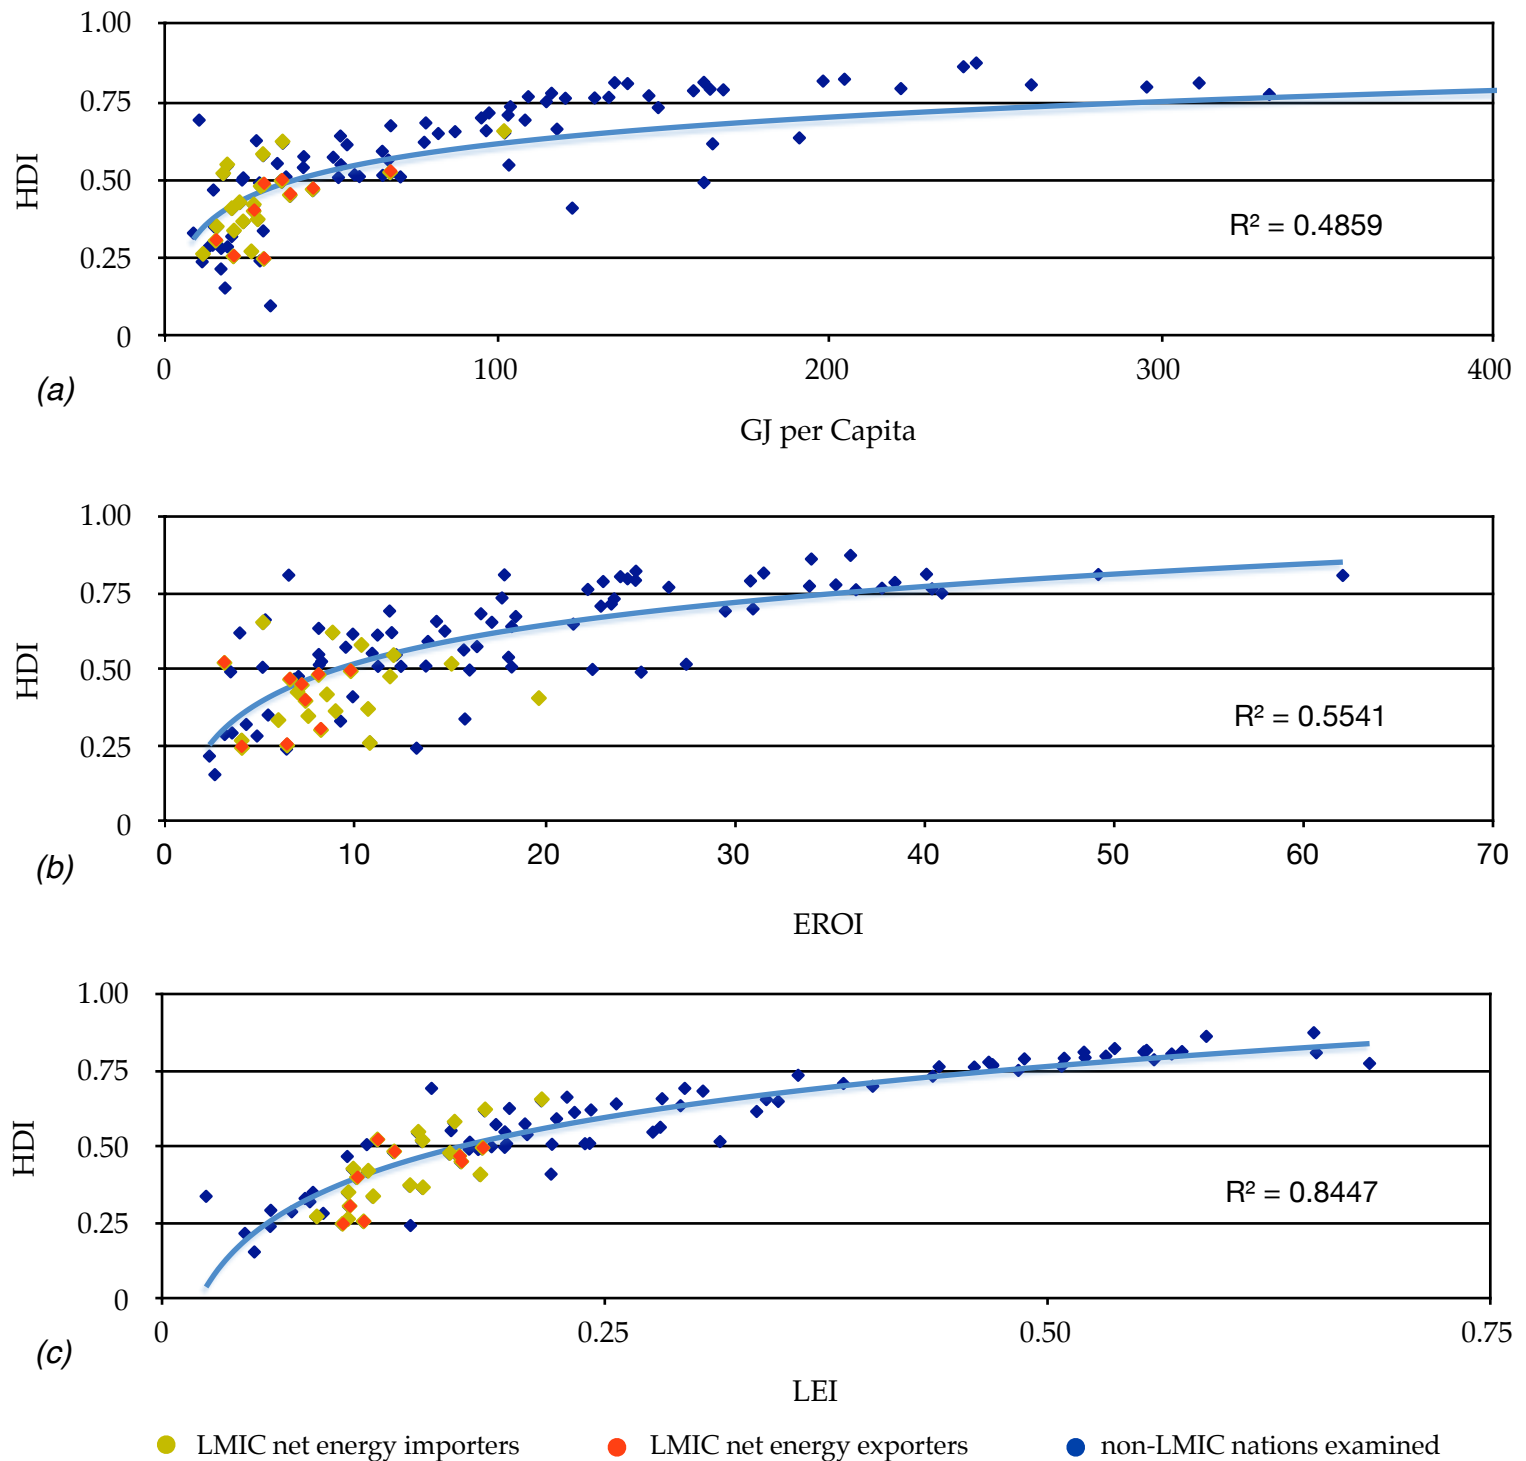 1.00
0.75
0.50
0.25
0
HDI
R² = 0.4859
0 100 200 300 400
(a)
GJ per Capita
1.00
0.75
0.50
0.25
0
HDI
R² = 0.5541
0 10 20 30 40 50 60 70
(b)
EROI
1.00
0.75
0.50
0.25
0
HDI
R² = 0.8447
0 0.25 0.50 0.75
(c)
LEI
LMIC net energy importers LMIC net energy exporters non-LMIC nations examined